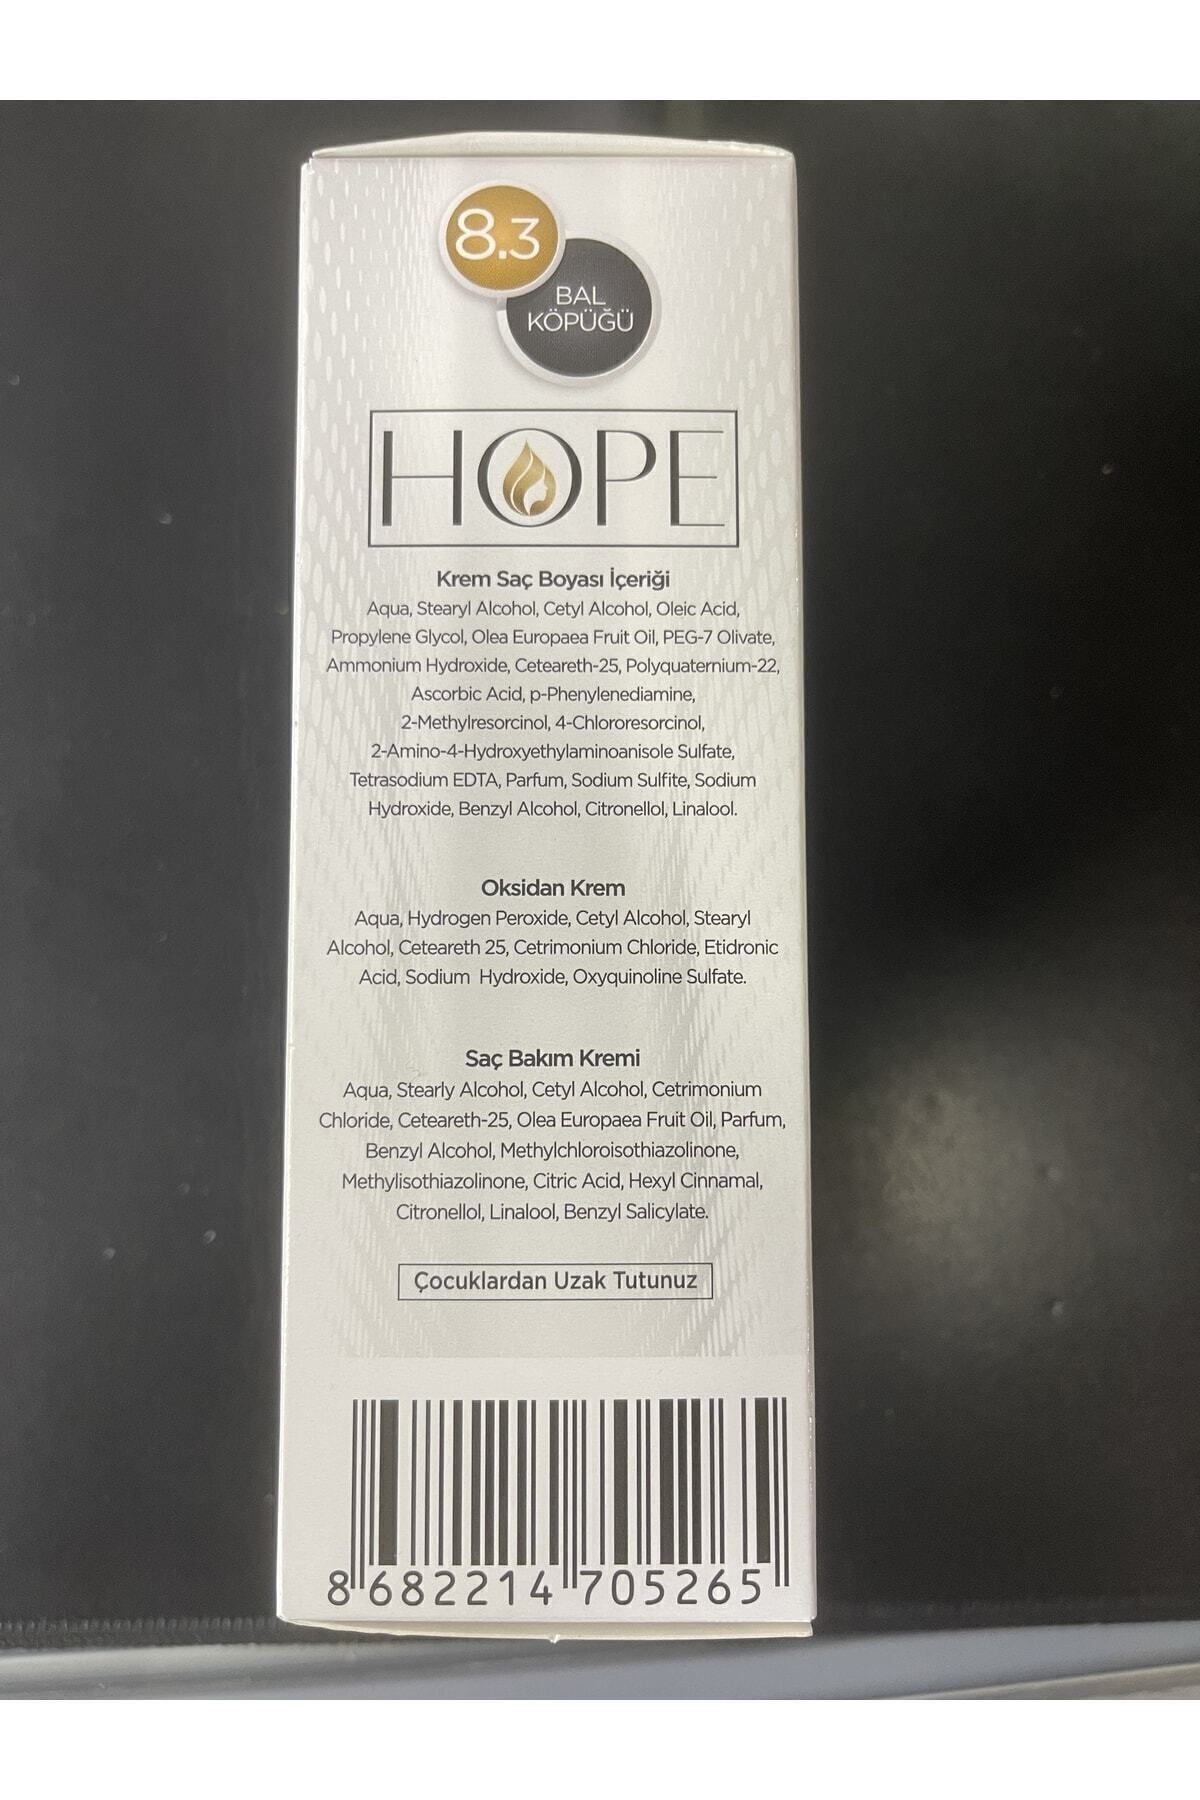 8.3
BAL
KÖPÜĞÜ
HOPE
Krem Saç Boyası İçeriği
Aqua, Stearyl Alcohol, Cetyl Alcohol, Oleic Acid,
Propylene Glycol, Olea Europaea Fruit Oil, PEG-7 Olivate,
Ammonium Hydroxide, Ceteareth-25, Polyquaternium-22,
Ascorbic Acid, p-Phenylenediamine,
2-Methylresorcinol, 4-Chlororesorcinol,
2-Amino-4-Hydroxyethylaminoanisole Sulfate,
Tetrasodium EDTA, Parfum, Sodium Sulfite, Sodium
Hydroxide, Benzyl Alcohol, Citronellol, Linalool.
Oksidan Krem
Aqua, Hydrogen Peroxide, Cetyl Alcohol, Stearyl
Alcohol, Ceteareth 25, Cetrimonium Chloride, Etidronic
Acid, Sodium Hydroxide, Oxyquinoline Sulfate.
Saç Bakım Kremi
Aqua, Stearly Alcohol, Cetyl Alcohol, Cetrimonium
Chloride, Ceteareth-25, Olea Europaea Fruit Oil, Parfum,
Benzyl Alcohol, Methylchloroisothiazolinone,
Methylisothiazolinone, Citric Acid, Hexyl Cinnamal,
Citronellol, Linalool, Benzyl Salicylate.
Çocuklardan Uzak Tutunuz
8 682214 705265